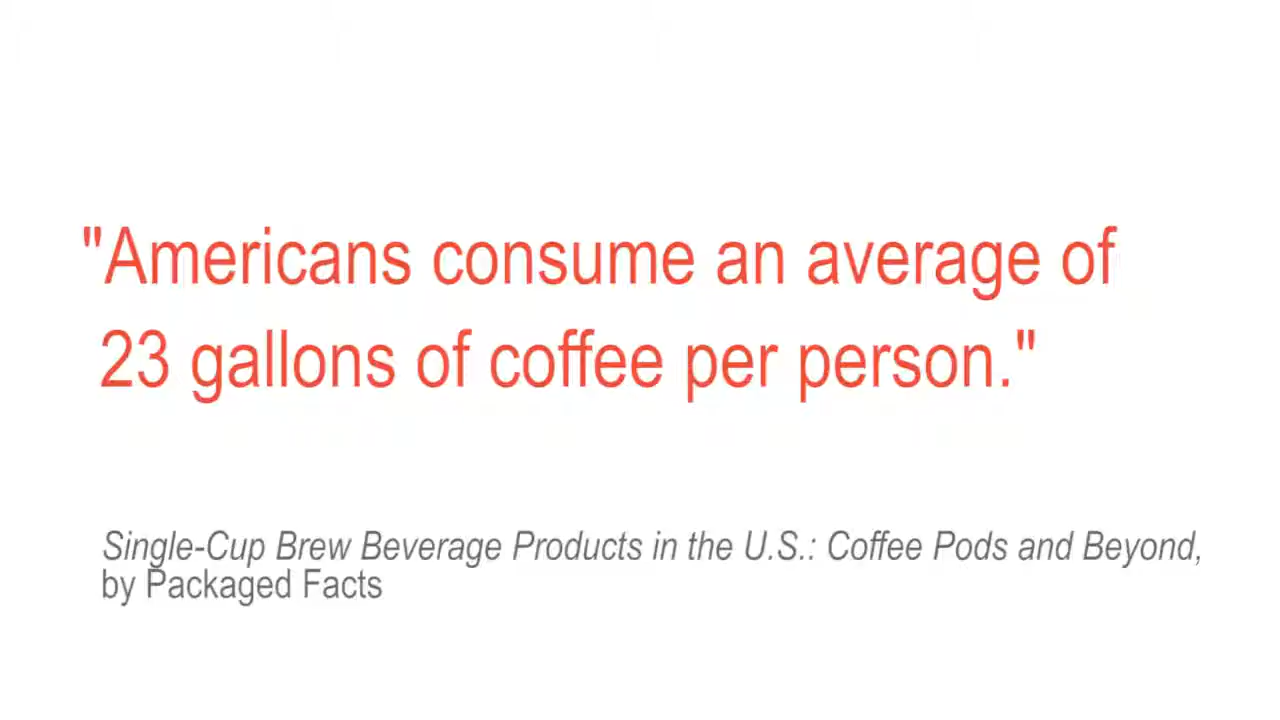 "Americans consume an average of
23 gallons of coffee per person."
Single-Cup Brew Beverage Products in the U.S.: Coffee Pods and Beyond,
by Packaged Facts